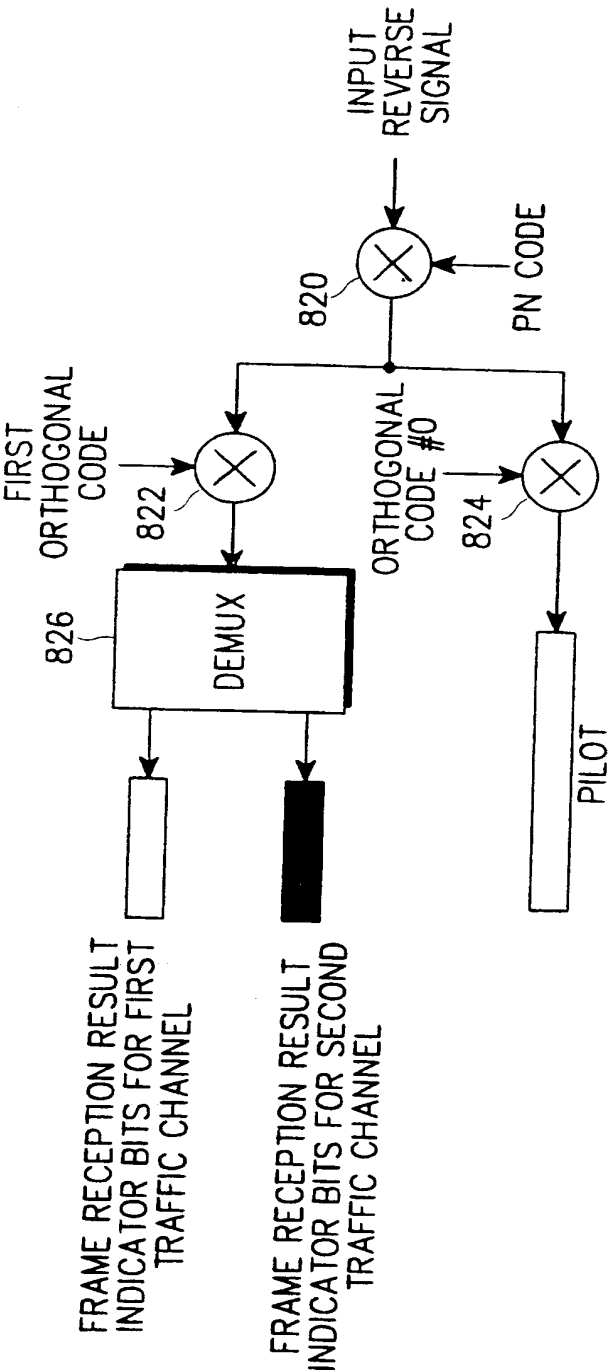 FRAME RECEPTION RESULT
INDICATOR BITS FOR FIRST
TRAFFIC CHANNEL
FRAME RECEPTION RESULT
INDICATOR BITS FOR SECOND
TRAFFIC CHANNEL
826
DEMUX
FIRST
ORTHOGONAL
CODE
822
ORTHOGONAL
CODE #0
824
PILOT
820
PN CODE
INPUT
REVERSE
SIGNAL